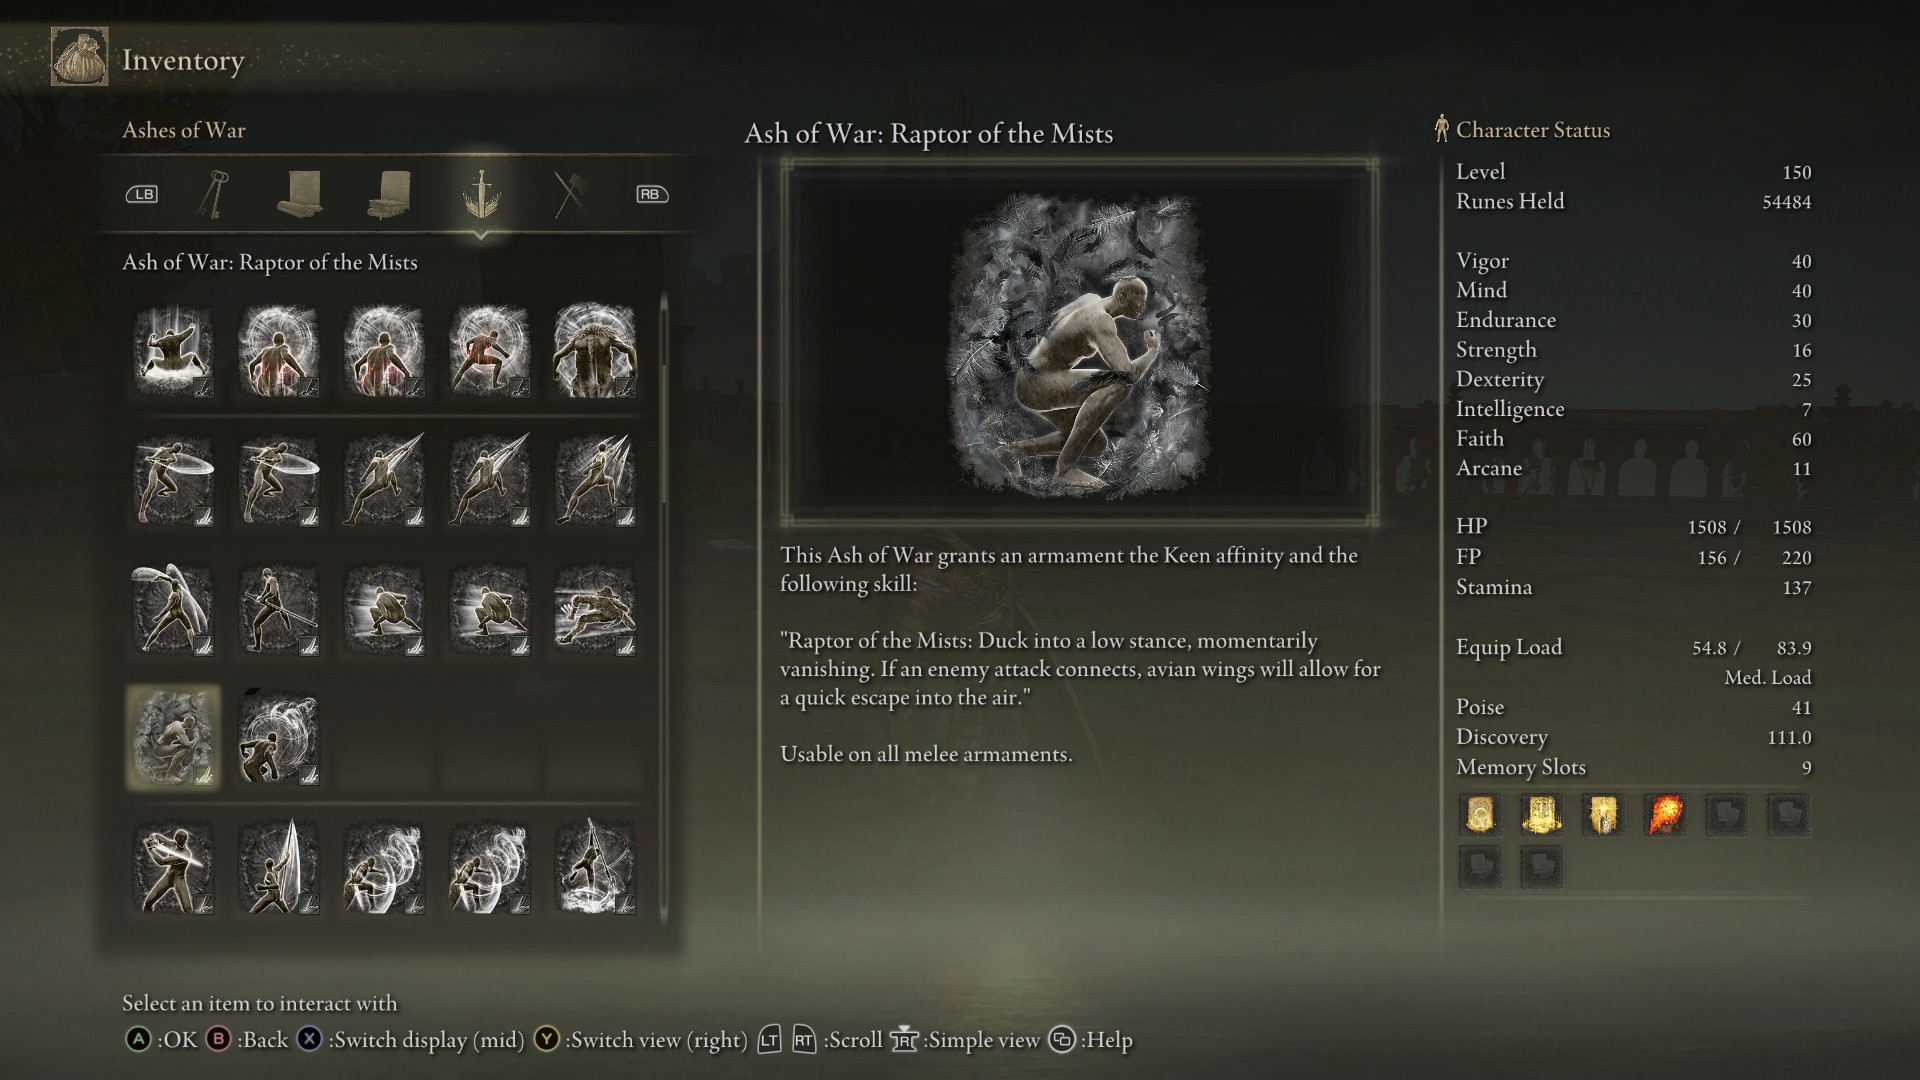 Inventory
Ashes of War
LB
RB
Ash of War: Raptor of the Mists
Ash of War: Raptor of the Mists
This Ash of War grants an armament the Keen affinity and the
following skill:
"Raptor of the Mists: Duck into a low stance, momentarily
vanishing. If an enemy attack connects, avian wings will allow for
a quick escape into the air."
Usable on all melee armaments.
Character Status
Level 150
Runes Held 54484
Vigor 40
Mind 40
Endurance 30
Strength 16
Dexterity 25
Intelligence 7
Faith 60
Arcane 11
HP 1508 / 1508
FP 156 / 220
Stamina 137
Equip Load 54.8 / 83.9
Med. Load
Poise 41
Discovery 111.0
Memory Slots 9
Select an item to interact with
A :OK B :Back X :Switch display (mid) Y :Switch view (right) LT RT :Scroll R :Simple view :Help